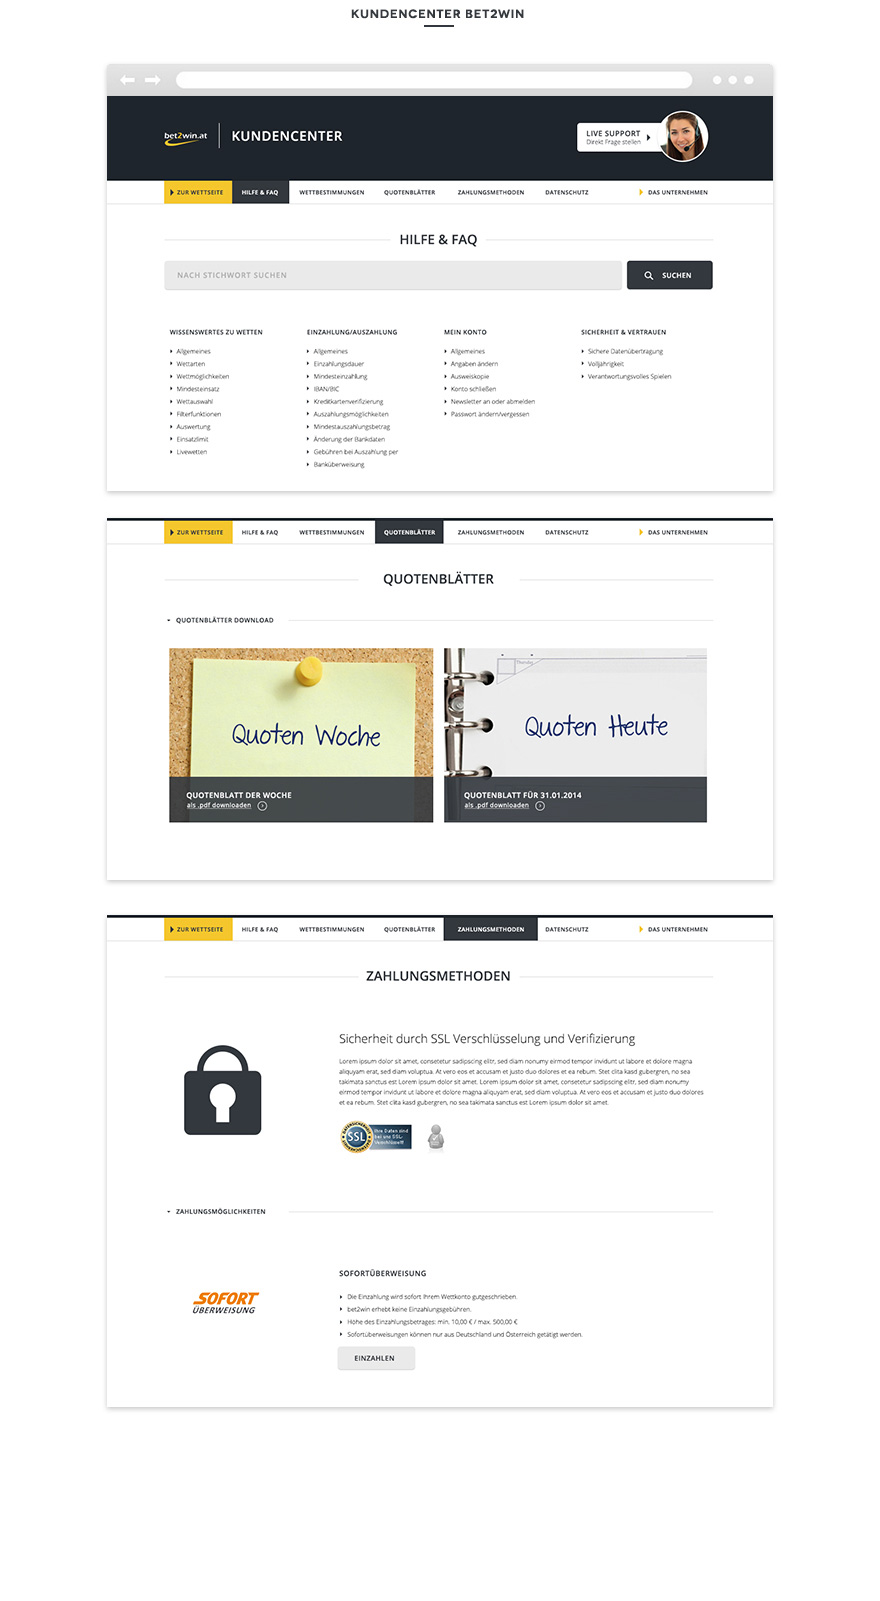 KUNDENCENTER BET2WIN
bet2win.at
KUNDENCENTER
LIVE SUPPORT
Direkt Frage stellen
ZUR WETTSEITE HILFE & FAQ WETTBESTIMMUNGEN QUOTENBLÄTTER ZAHLUNGSMETHODEN DATENSCHUTZ DAS UNTERNEHMEN
HILFE & FAQ
NACH STICHWORT SUCHEN
SUCHEN
WISSENSWERTES ZU WETTEN
Allgemeines
Wettarten
Wettmöglichkeiten
Mindesteinsatz
Wettauswahl
Filterfunktionen
Auswertung
Einsatzlimit
Livewetten
EINZAHLUNG/AUSZAHLUNG
Allgemeines
Einzahlungsdauer
Mindesteinzahlung
IBAN/BIC
Kreditkartenverifizierung
Auszahlungsmöglichkeiten
Mindestauszahlungsbetrag
Änderung der Bankdaten
Gebühren bei Auszahlung per
Banküberweisung
MEIN KONTO
Allgemeines
Angaben ändern
Ausweiskopie
Konto schließen
Newsletter an oder abmelden
Passwort ändern/vergessen
SICHERHEIT & VERTRAUEN
Sichere Datenübertragung
Volljährigkeit
Verantwortungsvolles Spielen
ZUR WETTSEITE HILFE & FAQ WETTBESTIMMUNGEN QUOTENBLÄTTER ZAHLUNGSMETHODEN DATENSCHUTZ DAS UNTERNEHMEN
QUOTENBLÄTTER
QUOTENBLÄTTER DOWNLOAD
Quoten Woche
QUOTENBLATT DER WOCHE
als .pdf downloaden
Thursday
Quoten Heute
QUOTENBLATT FÜR 31.01.2014
als .pdf downloaden
ZUR WETTSEITE HILFE & FAQ WETTBESTIMMUNGEN QUOTENBLÄTTER ZAHLUNGSMETHODEN DATENSCHUTZ DAS UNTERNEHMEN
ZAHLUNGSMETHODEN
Sicherheit durch SSL Verschlüsselung und Verifizierung
Lorem ipsum dolor sit amet, consetetur sadipscing elitr, sed diam nonumy eirmod tempor invidunt ut labore et dolore magna
aliquyam erat, sed diam voluptua. At vero eos et accusam et justo duo dolores et ea rebum. Stet clita kasd gubergren, no sea
takimata sanctus est Lorem ipsum dolor sit amet. Lorem ipsum dolor sit amet, consetetur sadipscing elitr, sed diam nonumy
eirmod tempor invidunt ut labore et dolore magna aliquyam erat, sed diam voluptua. At vero eos et accusam et justo duo dolores
et ea rebum. Stet clita kasd gubergren, no sea takimata sanctus est Lorem ipsum dolor sit amet.
SSL
Ihre Daten sind
bei uns SSL-
Verschlüsselt!
ZAHLUNGSMÖGLICHKEITEN
SOFORT
ÜBERWEISUNG
SOFORTÜBERWEISUNG
Die Einzahlung wird sofort Ihrem Wettkonto gutgeschrieben.
bet2win erhebt keine Einzahlungsgebühren.
Höhe des Einzahlungsbetrages: min. 10,00 € / max. 500,00 €
Sofortüberweisungen können nur aus Deutschland und Österreich getätigt werden.
EINZAHLEN